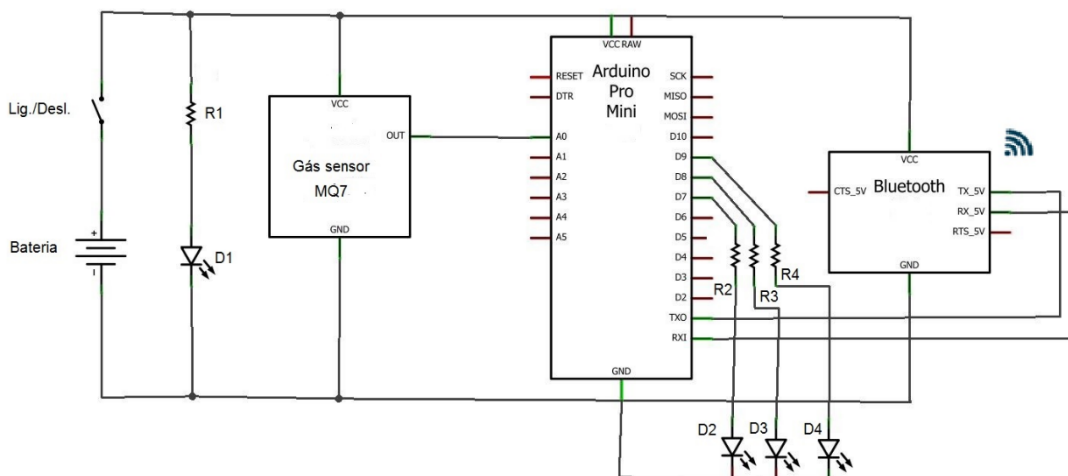 Lig./Desl.
Bateria
+
−
R1
D1
VCC
OUT
Gás sensor
MQ7
GND
VCC RAW
Arduino
Pro
Mini
RESET
DTR
A0
A1
A2
A3
A4
A5
SCK
MISO
MOSI
D10
D9
D8
D7
D6
D5
D4
D3
D2
TXO
RXI
GND
R2
R3
R4
D2
D3
D4
VCC
Bluetooth
CTS_5V
TX_5V
RX_5V
RTS_5V
GND